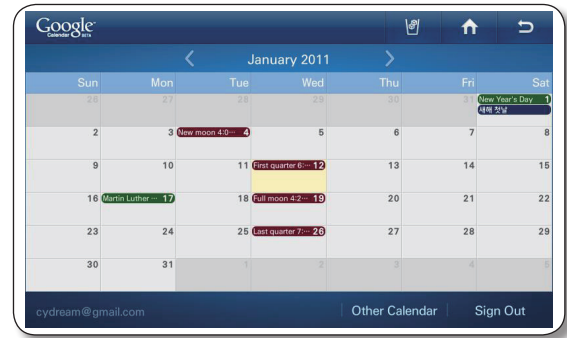 Google
Calendar BETA
January 2011
Sun Mon Tue Wed Thu Fri Sat
26 27 28 29 30 31 New Year's Day 1
새해 첫날
2 3 New moon 4:0… 4 5 6 7 8
9 10 11 First quarter 6:… 12 13 14 15
16 Martin Luther … 17 18 Full moon 4:2… 19 20 21 22
23 24 25 Last quarter 7:… 26 27 28 29
30 31 1 2 3 4 5
cydream@gmail.com Other Calendar Sign Out